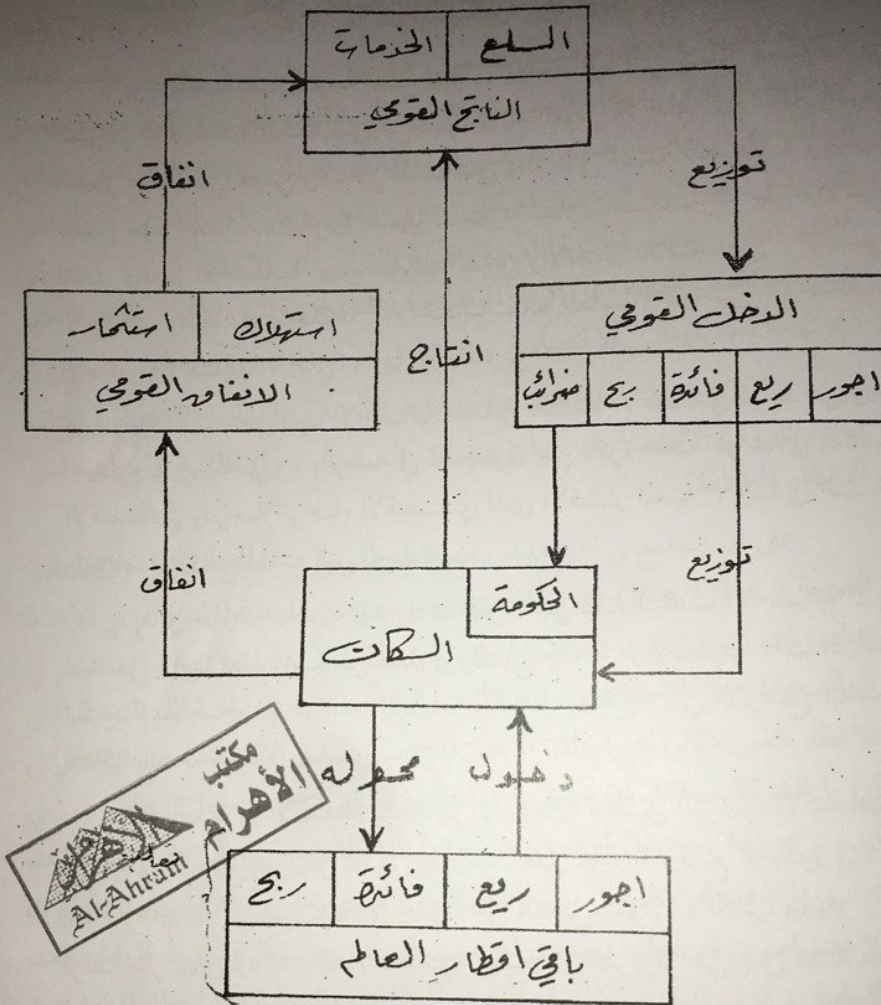 السلع الخدمات
الناتج القومي
انفاق
توزيع
الدخل القومي
اجور ريع فائدة ربح ضرائب
استهلاك استثمار
الانفاق القومي
انتاج
انفاق
توزيع
الحكومة
السكان
محوله دخول
مكتب
الأهرام
الاهرام
Al-Ahram
اجور ريع فائدة ربح
باقي اقطار العالم